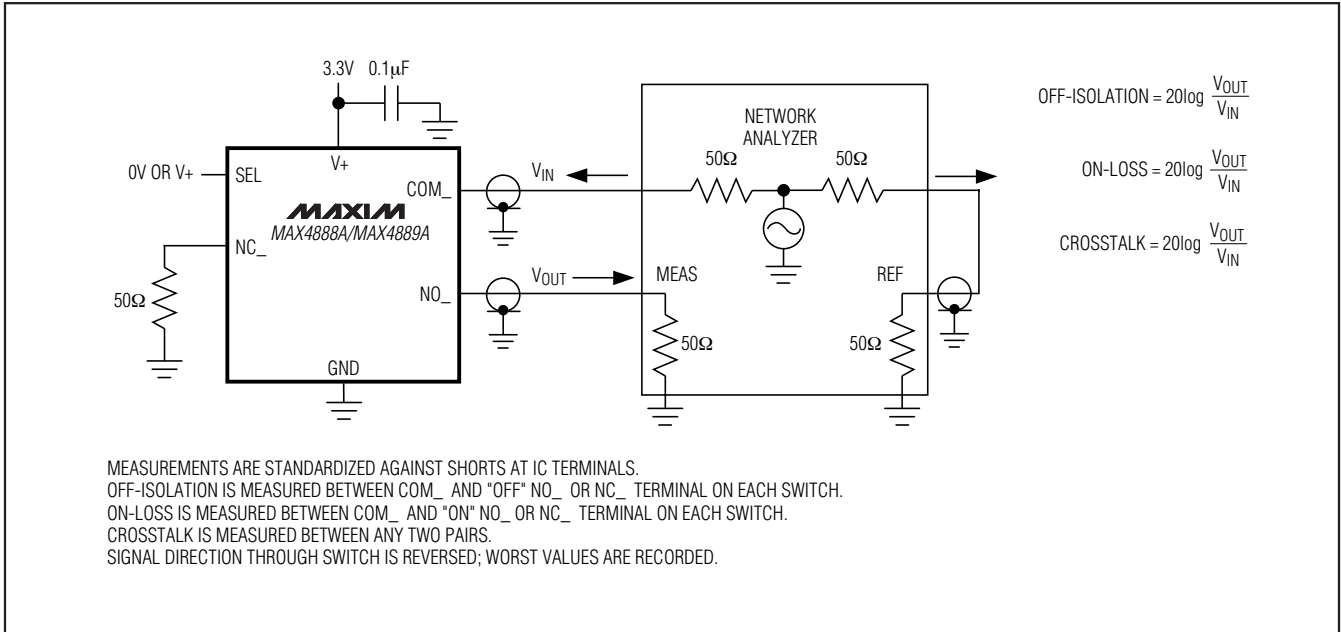 3.3V 0.1μF
0V OR V+
SEL
V+
COM_
MAXIM
MAX4888A/MAX4889A
NC_
NO_
50Ω
GND
VIN
VOUT
NETWORK
ANALYZER
50Ω 50Ω
MEAS REF
50Ω 50Ω
OFF-ISOLATION = 20log VOUT
VIN
ON-LOSS = 20log VOUT
VIN
CROSSTALK = 20log VOUT
VIN
MEASUREMENTS ARE STANDARDIZED AGAINST SHORTS AT IC TERMINALS.
OFF-ISOLATION IS MEASURED BETWEEN COM_ AND "OFF" NO_ OR NC_ TERMINAL ON EACH SWITCH.
ON-LOSS IS MEASURED BETWEEN COM_ AND "ON" NO_ OR NC_ TERMINAL ON EACH SWITCH.
CROSSTALK IS MEASURED BETWEEN ANY TWO PAIRS.
SIGNAL DIRECTION THROUGH SWITCH IS REVERSED; WORST VALUES ARE RECORDED.